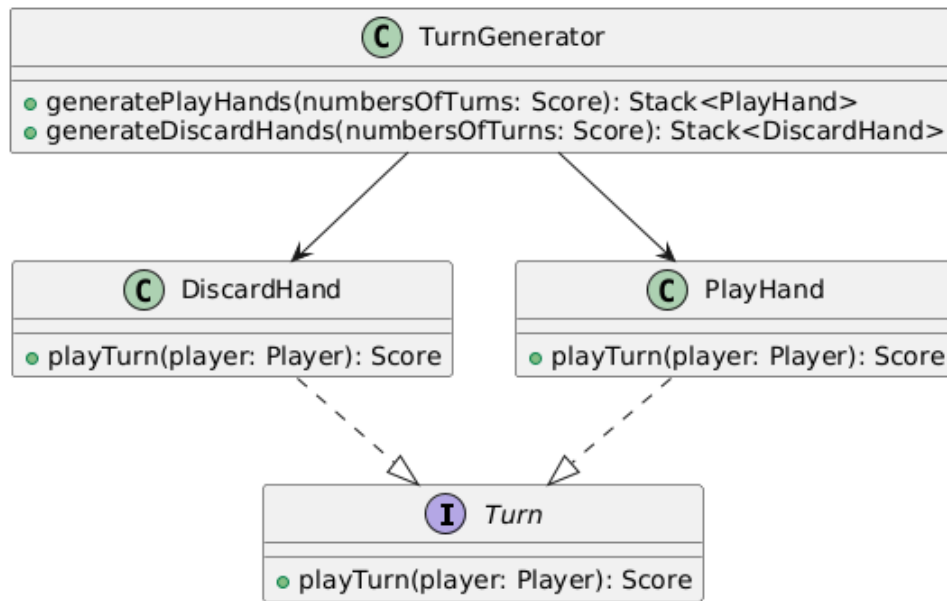 C TurnGenerator
generatePlayHands(numbersOfTurns: Score): Stack<PlayHand>
generateDiscardHands(numbersOfTurns: Score): Stack<DiscardHand>
C DiscardHand
playTurn(player: Player): Score
C PlayHand
playTurn(player: Player): Score
I Turn
playTurn(player: Player): Score